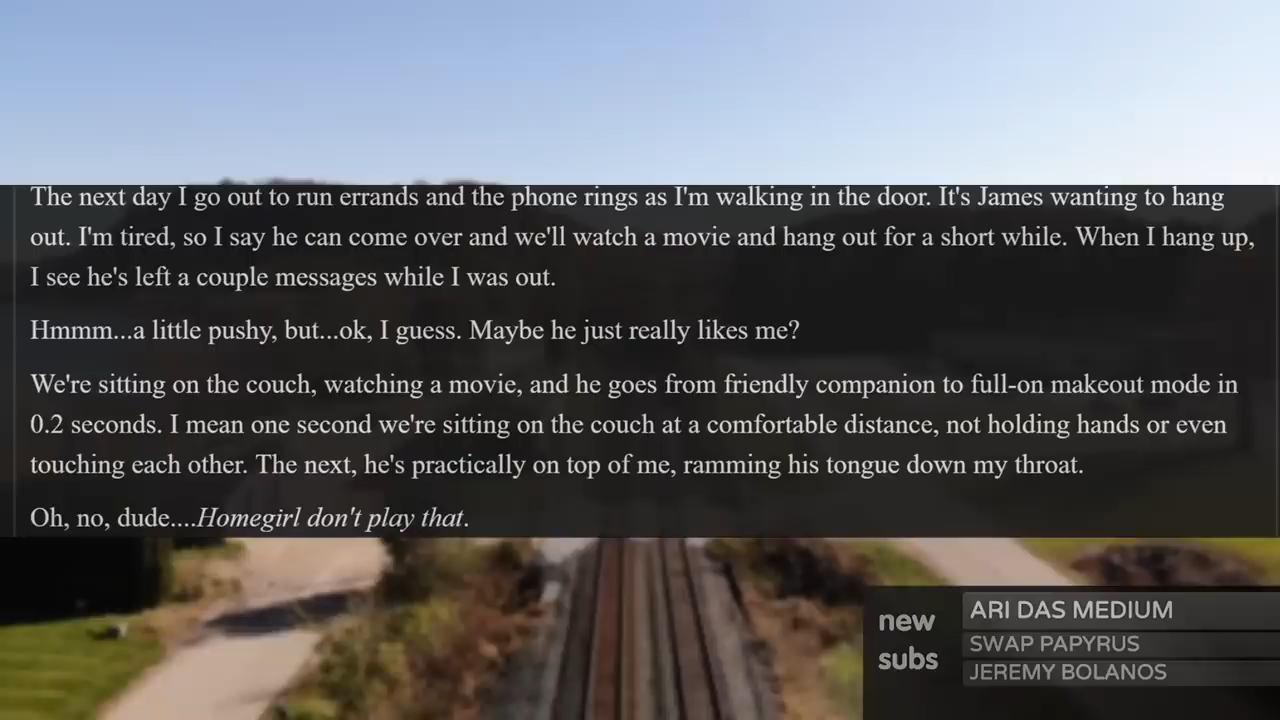 The next day I go out to run errands and the phone rings as I'm walking in the door. It's James wanting to hang
out. I'm tired, so I say he can come over and we'll watch a movie and hang out for a short while. When I hang up,
I see he's left a couple messages while I was out.
Hmmm...a little pushy, but...ok, I guess. Maybe he just really likes me?
We're sitting on the couch, watching a movie, and he goes from friendly companion to full-on makeout mode in
0.2 seconds. I mean one second we're sitting on the couch at a comfortable distance, not holding hands or even
touching each other. The next, he's practically on top of me, ramming his tongue down my throat.
Oh, no, dude....Homegirl don't play that.
new
subs
ARI DAS MEDIUM
SWAP PAPYRUS
JEREMY BOLANOS